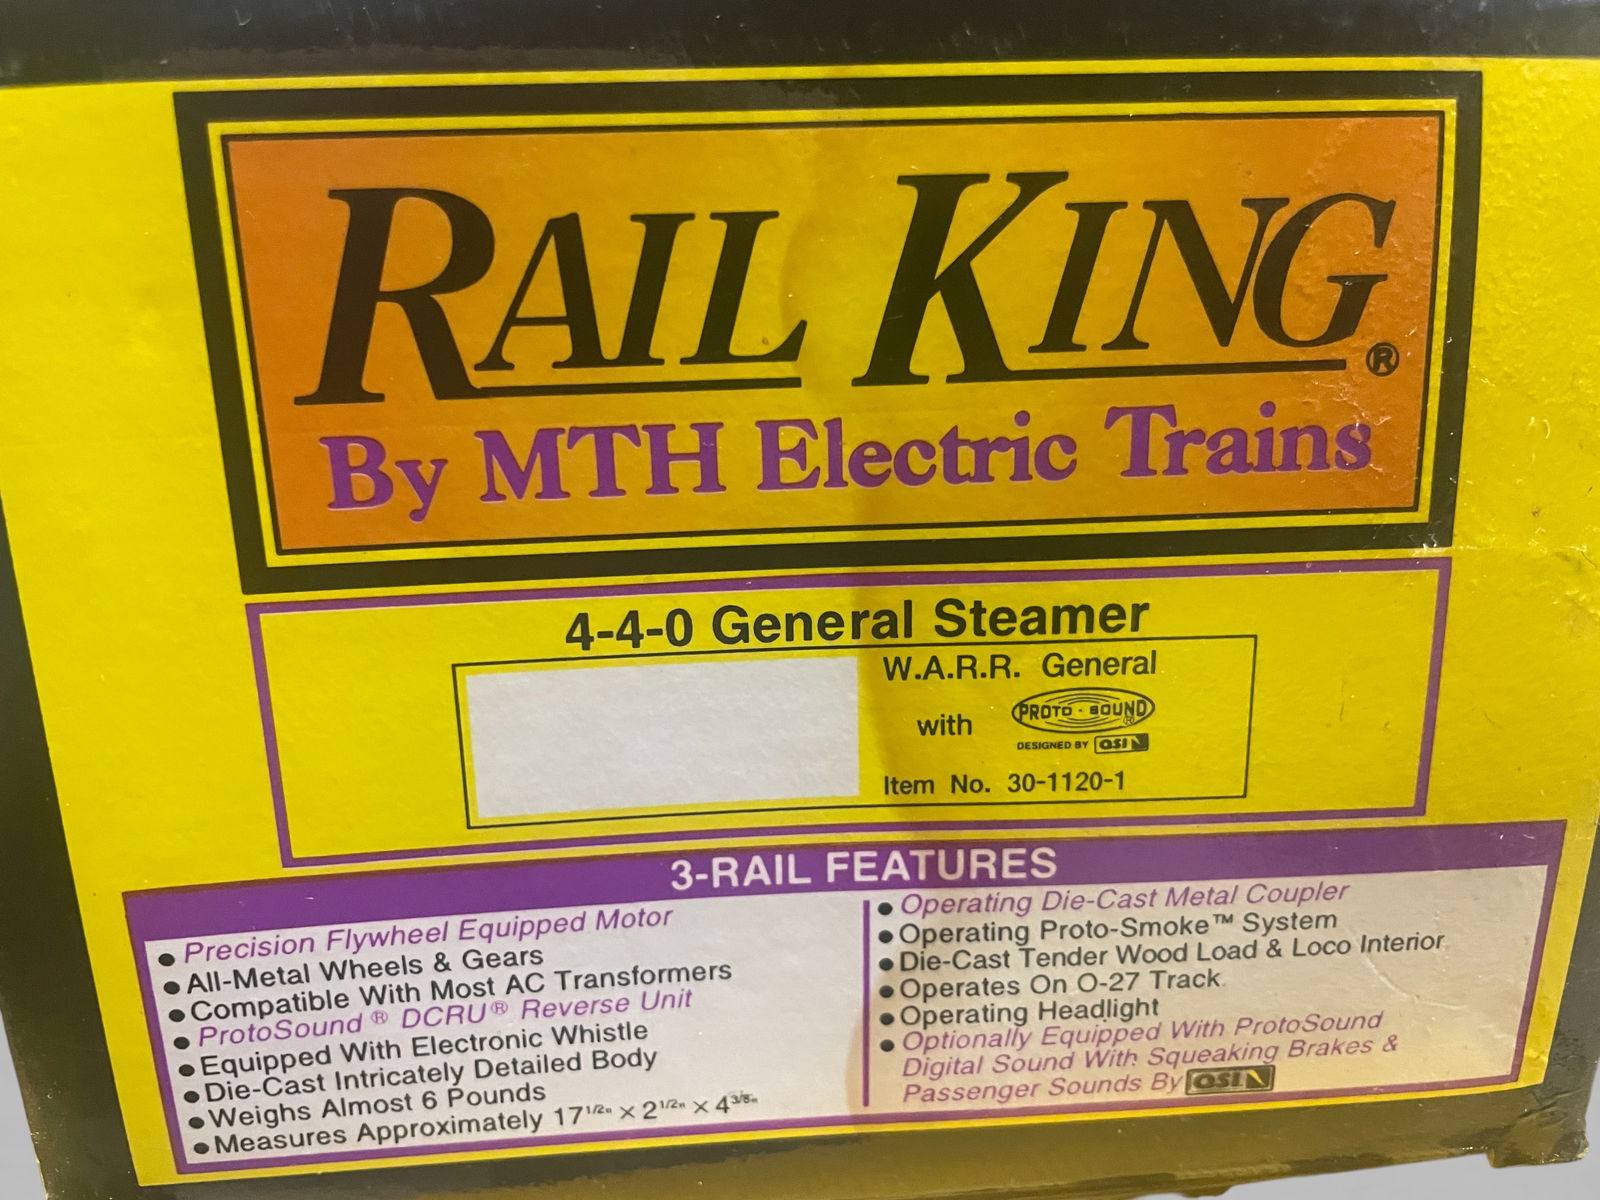 RAIL KING®
By MTH Electric Trains
4-4-0 General Steamer
W.A.R.R. General
with PROTO-SOUND®
DESIGNED BY QSI
Item No. 30-1120-1
3-RAIL FEATURES
● Precision Flywheel Equipped Motor
● All-Metal Wheels & Gears
● Compatible With Most AC Transformers
● ProtoSound® DCRU® Reverse Unit
● Equipped With Electronic Whistle
● Die-Cast Intricately Detailed Body
● Weighs Almost 6 Pounds
● Measures Approximately 17 1/2" × 2 1/2" × 4 3/8"
● Operating Die-Cast Metal Coupler
● Operating Proto-Smoke™ System
● Die-Cast Tender Wood Load & Loco Interior
● Operates On O-27 Track
● Operating Headlight
● Optionally Equipped With ProtoSound
Digital Sound With Squeaking Brakes &
Passenger Sounds By QSI